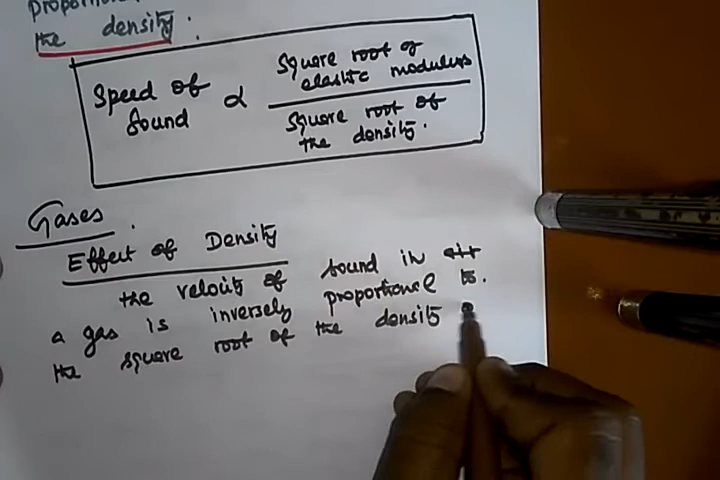 proportional
the density.
Speed of sound ∝ Square root of elastic modulus / Square root of the density.
Gases.
Effect of Density
the velocity of sound in
a gas is inversely proportional to.
the square root of the density o